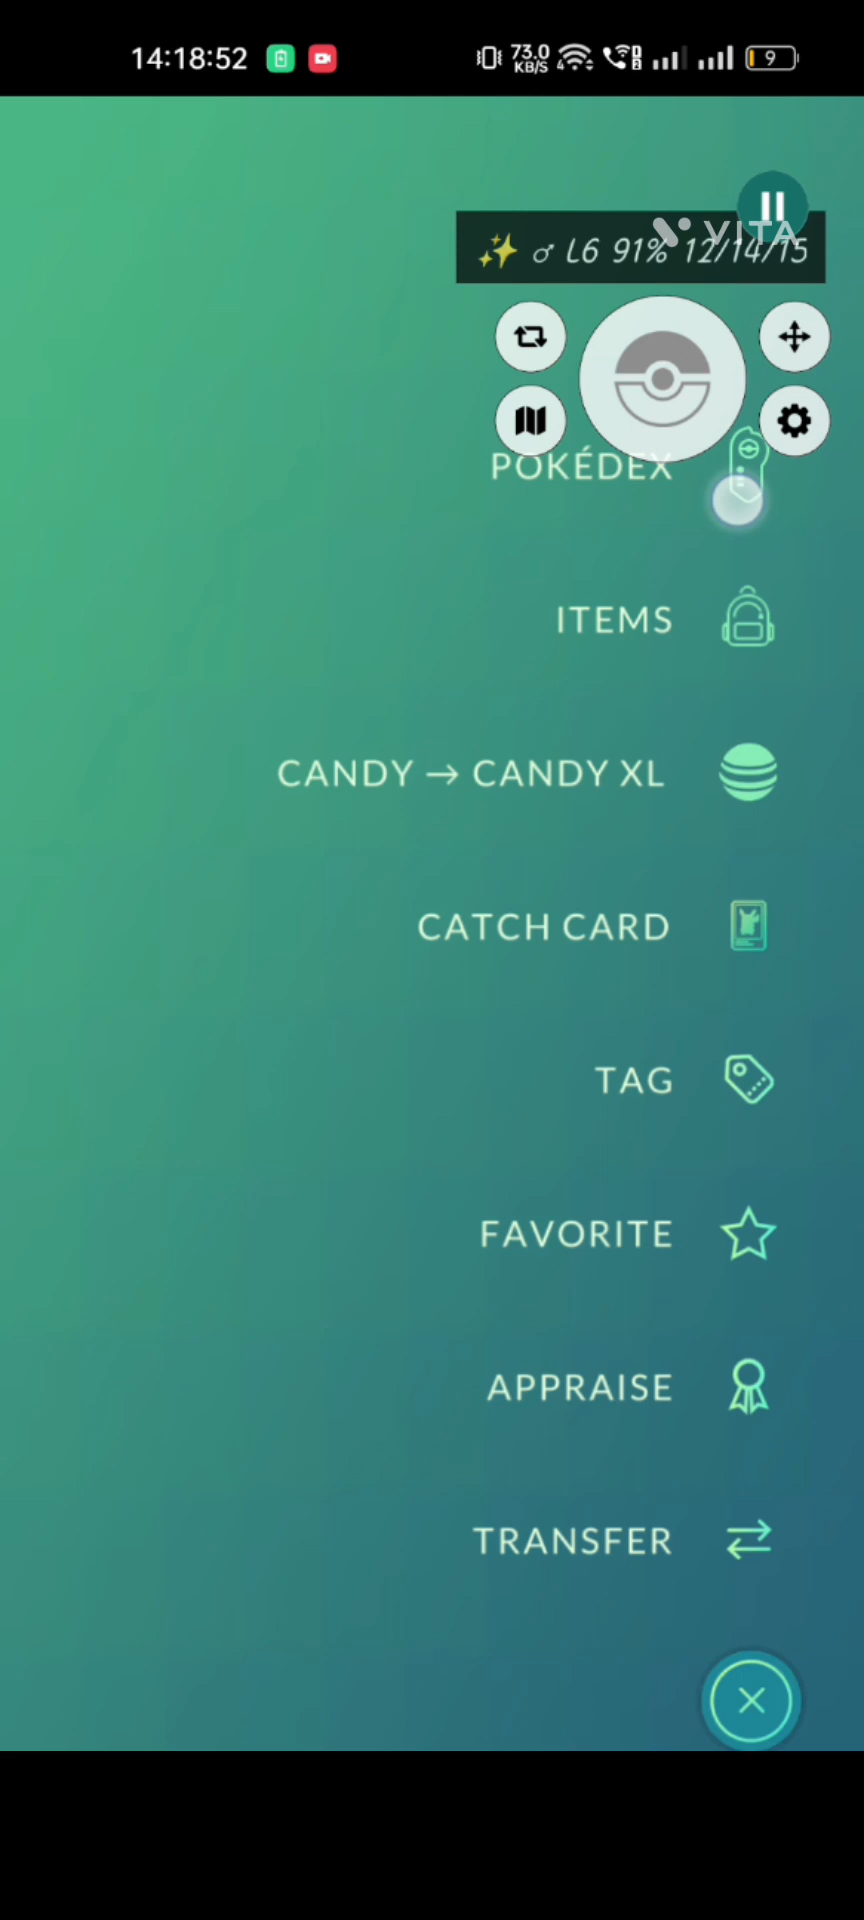 14:18:52 73.0 KB/S 4 9
VITA
✨ ♂ L6 91% 12/14/15
POKÉDEX
ITEMS
CANDY → CANDY XL
CATCH CARD
TAG
FAVORITE
APPRAISE
TRANSFER